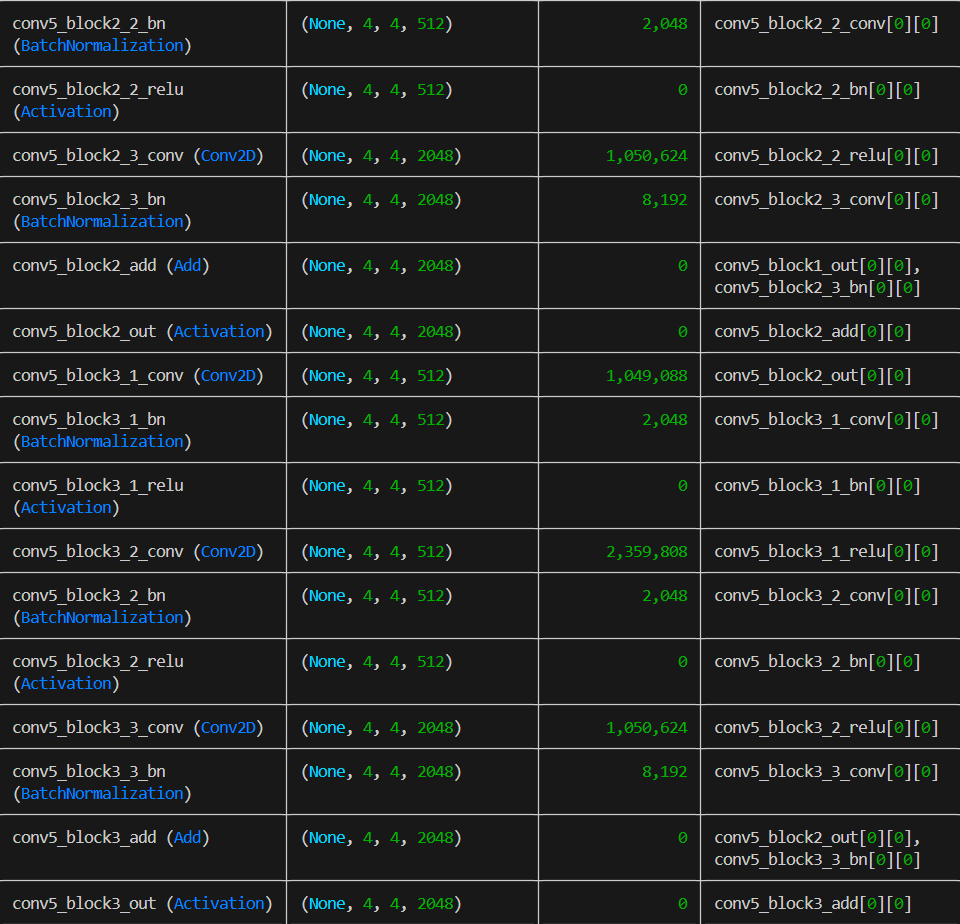 conv5_block2_2_bn (None, 4, 4, 512) 2,048 conv5_block2_2_conv[0][0]
(BatchNormalization)
conv5_block2_2_relu (None, 4, 4, 512) 0 conv5_block2_2_bn[0][0]
(Activation)
conv5_block2_3_conv (Conv2D) (None, 4, 4, 2048) 1,050,624 conv5_block2_2_relu[0][0]
conv5_block2_3_bn (None, 4, 4, 2048) 8,192 conv5_block2_3_conv[0][0]
(BatchNormalization)
conv5_block2_add (Add) (None, 4, 4, 2048) 0 conv5_block1_out[0][0],
conv5_block2_3_bn[0][0]
conv5_block2_out (Activation) (None, 4, 4, 2048) 0 conv5_block2_add[0][0]
conv5_block3_1_conv (Conv2D) (None, 4, 4, 512) 1,049,088 conv5_block2_out[0][0]
conv5_block3_1_bn (None, 4, 4, 512) 2,048 conv5_block3_1_conv[0][0]
(BatchNormalization)
conv5_block3_1_relu (None, 4, 4, 512) 0 conv5_block3_1_bn[0][0]
(Activation)
conv5_block3_2_conv (Conv2D) (None, 4, 4, 512) 2,359,808 conv5_block3_1_relu[0][0]
conv5_block3_2_bn (None, 4, 4, 512) 2,048 conv5_block3_2_conv[0][0]
(BatchNormalization)
conv5_block3_2_relu (None, 4, 4, 512) 0 conv5_block3_2_bn[0][0]
(Activation)
conv5_block3_3_conv (Conv2D) (None, 4, 4, 2048) 1,050,624 conv5_block3_2_relu[0][0]
conv5_block3_3_bn (None, 4, 4, 2048) 8,192 conv5_block3_3_conv[0][0]
(BatchNormalization)
conv5_block3_add (Add) (None, 4, 4, 2048) 0 conv5_block2_out[0][0],
conv5_block3_3_bn[0][0]
conv5_block3_out (Activation) (None, 4, 4, 2048) 0 conv5_block3_add[0][0]